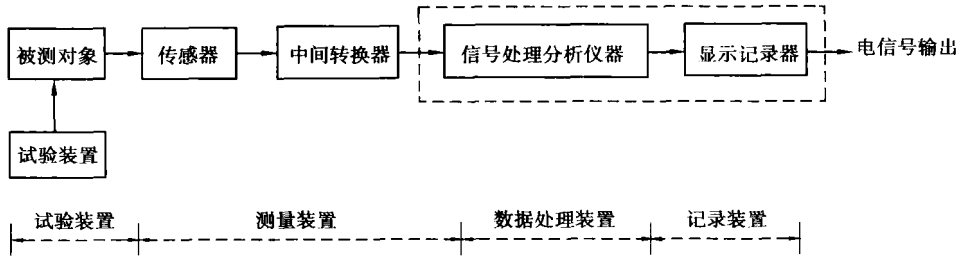 被测对象
传感器
中间转换器
信号处理分析仪器
显示记录器
电信号输出
试验装置
试验装置
测量装置
数据处理装置
记录装置